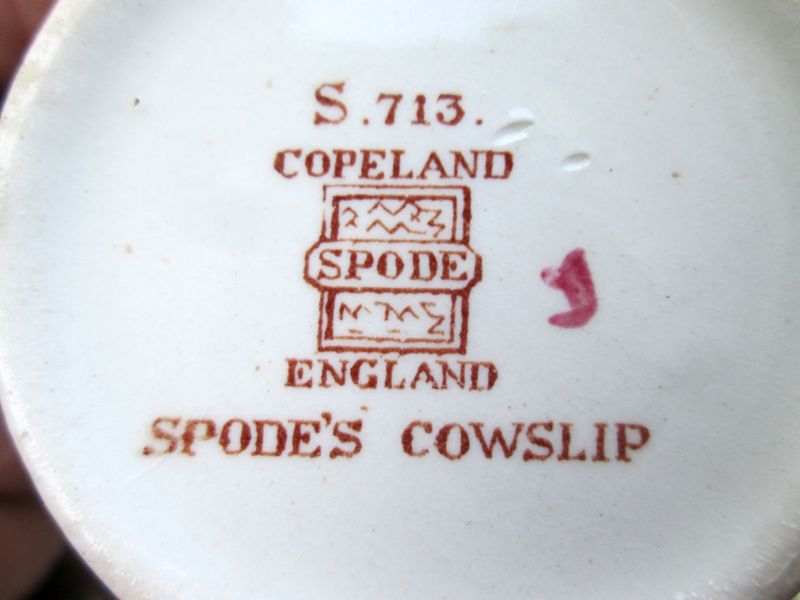 S.713.
COPELAND
SPODE
ENGLAND
SPODE'S COWSLIP